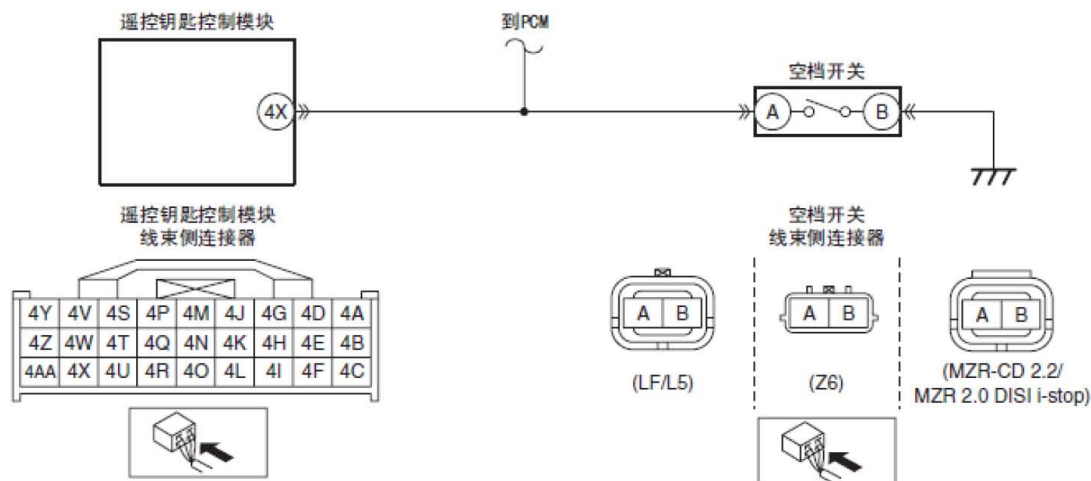 遥控钥匙控制模块
到PCM
空档开关
4X
A
B
遥控钥匙控制模块
线束侧连接器
空档开关
线束侧连接器
4Y 4V 4S 4P 4M 4J 4G 4D 4A
4Z 4W 4T 4Q 4N 4K 4H 4E 4B
4AA 4X 4U 4R 4O 4L 4I 4F 4C
A B
(LF/L5)
A B
(Z6)
A B
(MZR-CD 2.2/
MZR 2.0 DISI i-stop)